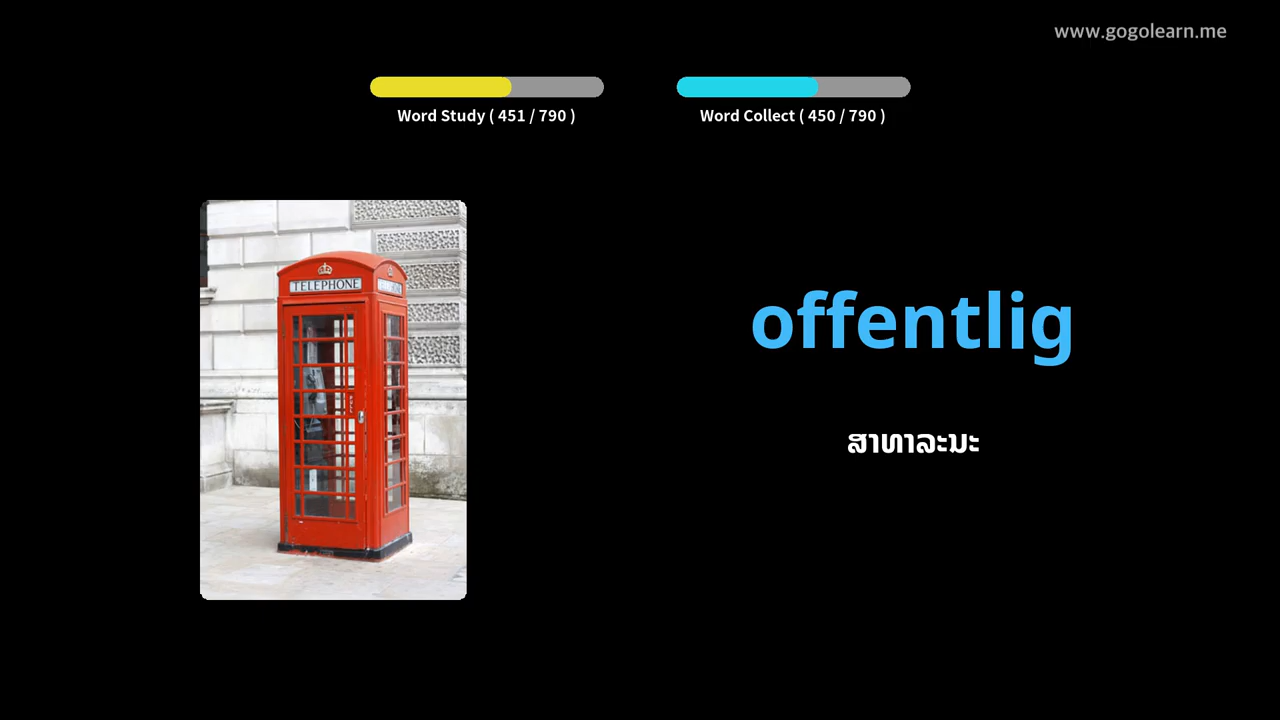 www.gogolearn.me
Word Study ( 451 / 790 )
Word Collect ( 450 / 790 )
TELEPHONE
offentlig
ສາທາລະນະ